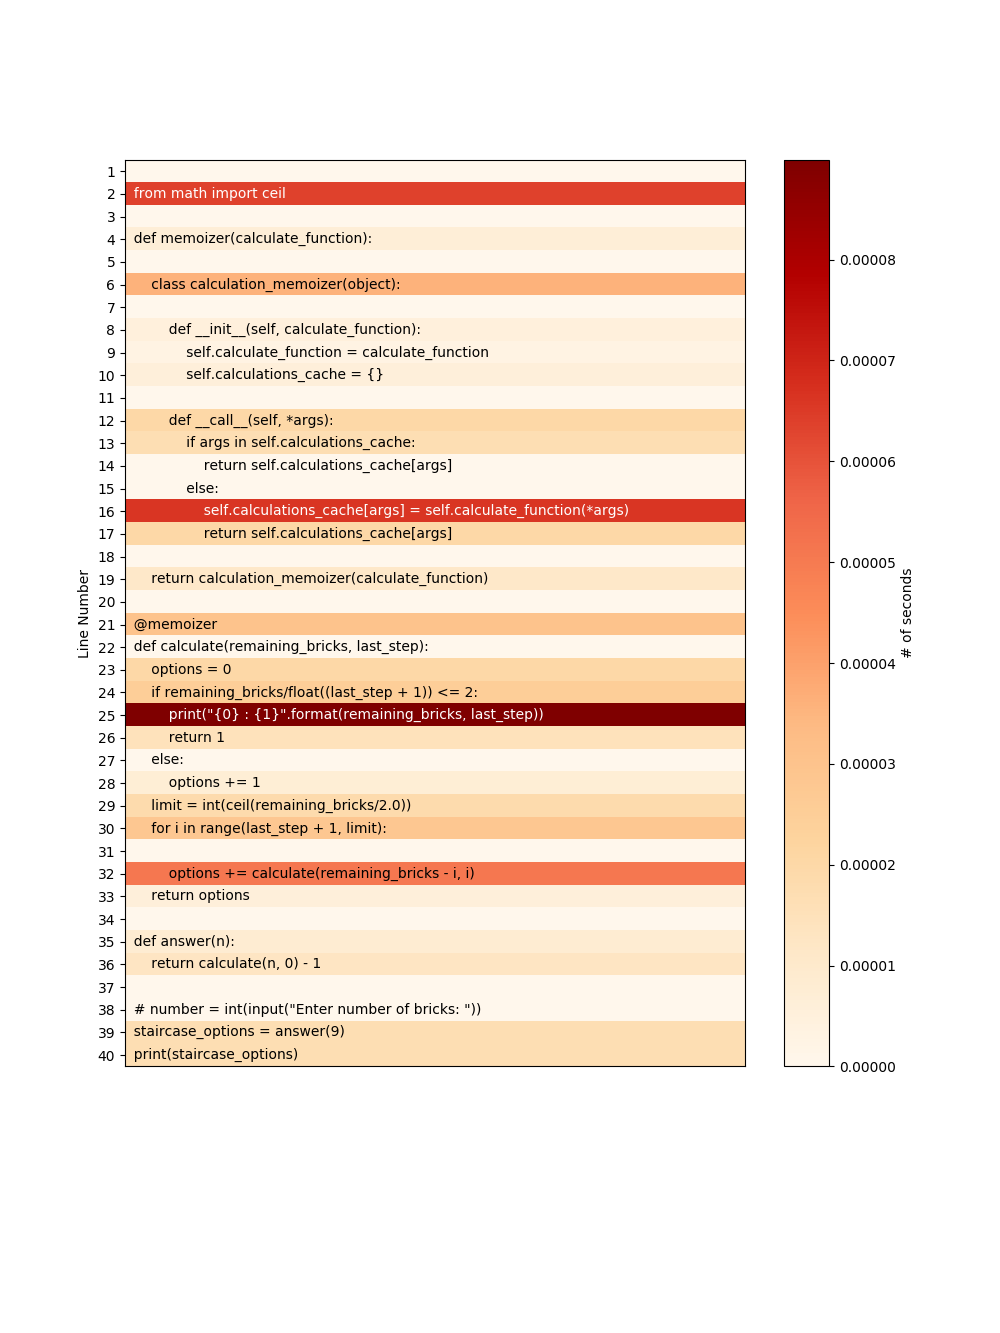 1
2 from math import ceil
3
4 def memoizer(calculate_function):
5
6 class calculation_memoizer(object):
7
8 def __init__(self, calculate_function):
9 self.calculate_function = calculate_function
10 self.calculations_cache = {}
11
12 def __call__(self, *args):
13 if args in self.calculations_cache:
14 return self.calculations_cache[args]
15 else:
16 self.calculations_cache[args] = self.calculate_function(*args)
17 return self.calculations_cache[args]
18
19 return calculation_memoizer(calculate_function)
20
21 @memoizer
22 def calculate(remaining_bricks, last_step):
23 options = 0
24 if remaining_bricks/float((last_step + 1)) <= 2:
25 print("{0} : {1}".format(remaining_bricks, last_step))
26 return 1
27 else:
28 options += 1
29 limit = int(ceil(remaining_bricks/2.0))
30 for i in range(last_step + 1, limit):
31
32 options += calculate(remaining_bricks - i, i)
33 return options
34
35 def answer(n):
36 return calculate(n, 0) - 1
37
38 # number = int(input("Enter number of bricks: "))
39 staircase_options = answer(9)
40 print(staircase_options)
Line Number
0.00008
0.00007
0.00006
0.00005
0.00004
0.00003
0.00002
0.00001
0.00000
# of seconds